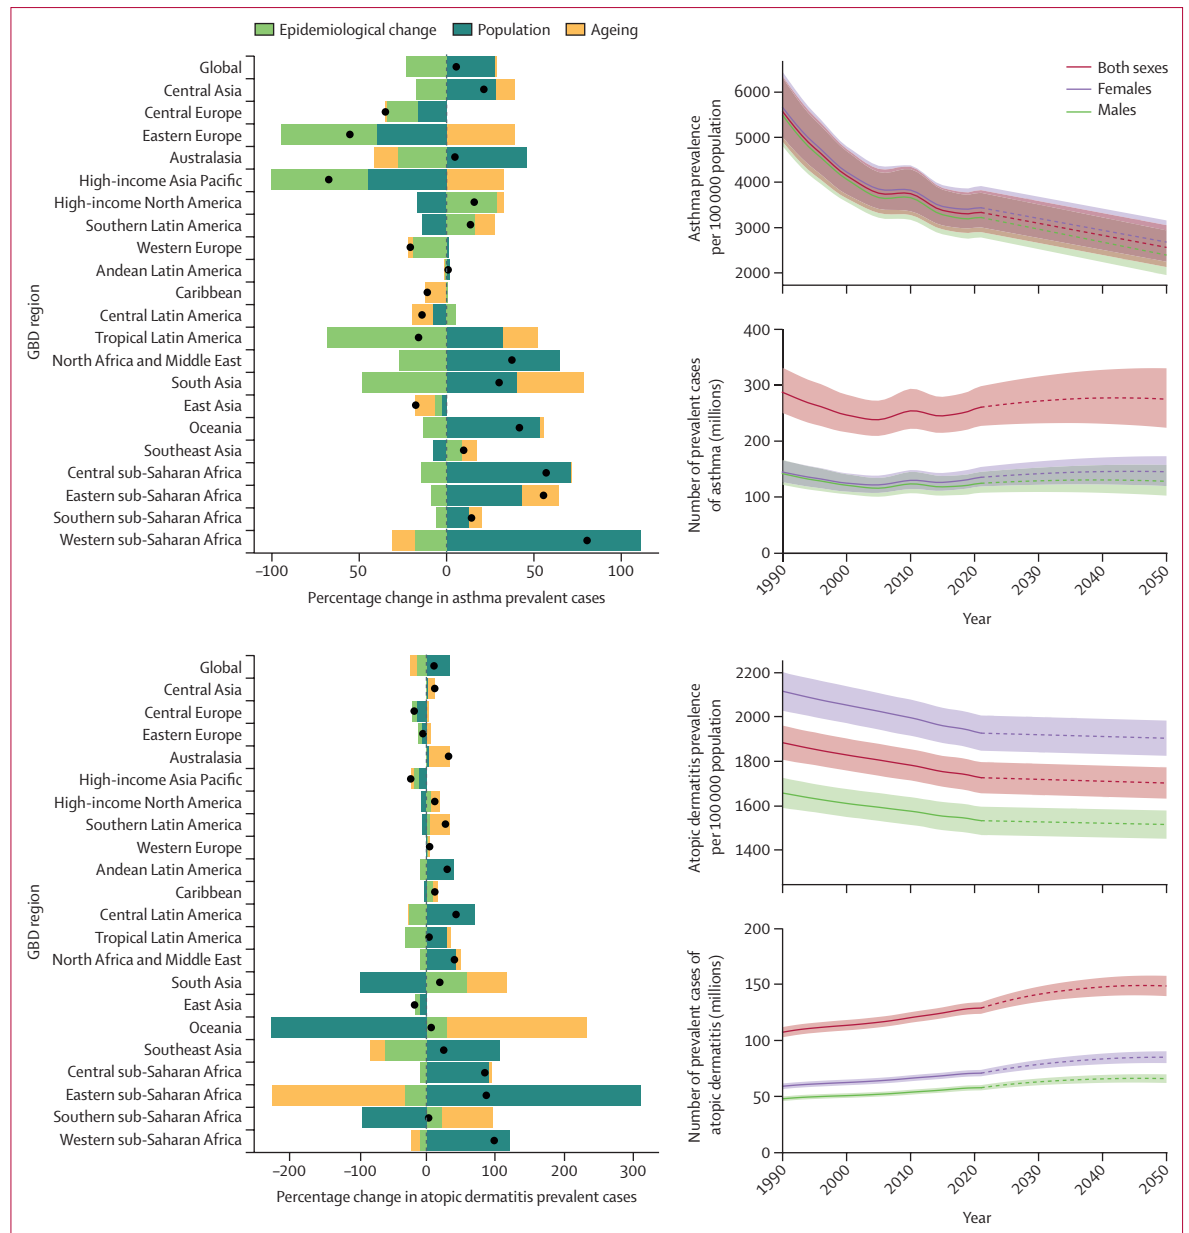 Epidemiological change
Population
Ageing
GBD region
Global
Central Asia
Central Europe
Eastern Europe
Australasia
High-income Asia Pacific
High-income North America
Southern Latin America
Western Europe
Andean Latin America
Caribbean
Central Latin America
Tropical Latin America
North Africa and Middle East
South Asia
East Asia
Oceania
Southeast Asia
Central sub-Saharan Africa
Eastern sub-Saharan Africa
Southern sub-Saharan Africa
Western sub-Saharan Africa
–100 50 0 50 100
Percentage change in asthma prevalent cases
Both sexes
Females
Males
Asthma prevalence
per 100 000 population
6000
5000
4000
3000
2000
Number of prevalent cases
of asthma (millions)
400
300
200
100
0
1990 2000 2010 2020 2030 2040 2050
Year
GBD region
Global
Central Asia
Central Europe
Eastern Europe
Australasia
High-income Asia Pacific
High-income North America
Southern Latin America
Western Europe
Andean Latin America
Caribbean
Central Latin America
Tropical Latin America
North Africa and Middle East
South Asia
East Asia
Oceania
Southeast Asia
Central sub-Saharan Africa
Eastern sub-Saharan Africa
Southern sub-Saharan Africa
Western sub-Saharan Africa
–200 –100 0 100 200 300
Percentage change in atopic dermatitis prevalent cases
Atopic dermatitis prevalence
per 100 000 population
2200
2000
1800
1600
1400
Number of prevalent cases of
atopic dermatitis (millions)
200
150
100
50
0
1990 2000 2010 2020 2030 2040 2050
Year